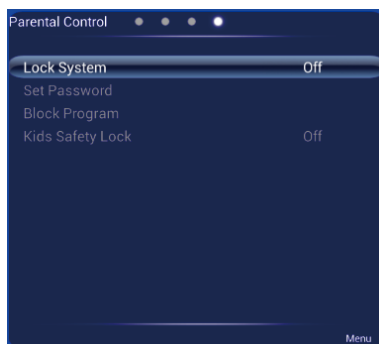 Parental Control
Lock System Off
Set Password
Block Program
Kids Safety Lock Off
Menu